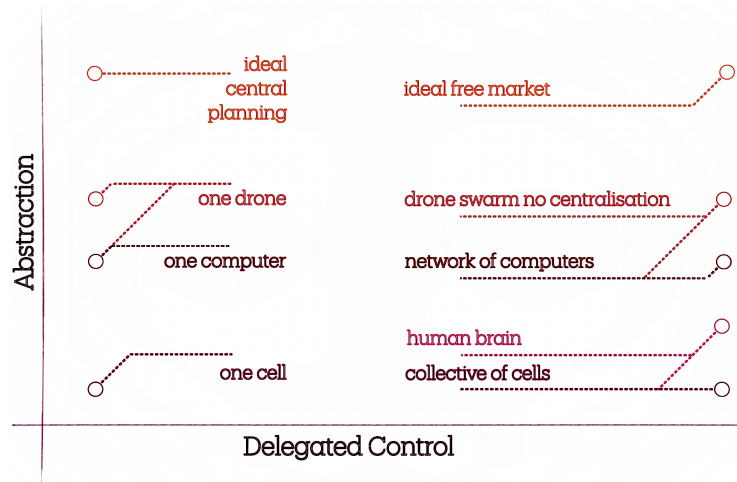 ideal
central
planning
ideal free market
Abstraction
one drone
drone swarm no centralisation
one computer
network of computers
human brain
one cell
collective of cells
Delegated Control